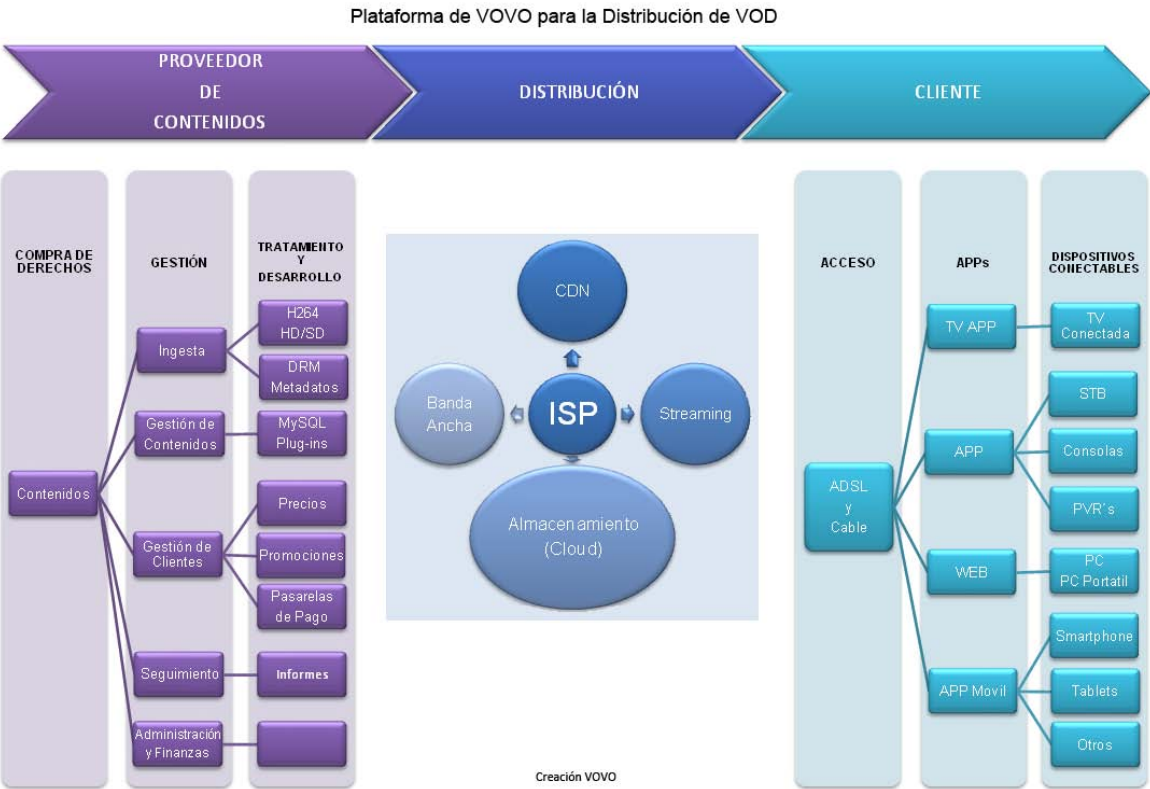 Plataforma de VOVO para la Distribución de VOD
PROVEEDOR
DE
CONTENIDOS
DISTRIBUCIÓN
CLIENTE
COMPRA DE
DERECHOS
Contenidos
GESTIÓN
Ingesta
Gestión de
Contenidos
Gestión de
Clientes
Seguimiento
Administración
y Finanzas
TRATAMIENTO
Y
DESARROLLO
H264
HD/SD
DRM
Metadatos
MySQL
Plug-ins
Precios
Promociones
Pasarelas
de Pago
Informes
CDN
Banda
Ancha
ISP
Streaming
Almacenamiento
(Cloud)
ACCESO
ADSL
y
Cable
APPs
TV APP
APP
WEB
APP Movil
DISPOSITIVOS
CONECTABLES
TV
Conectada
STB
Consolas
PVR´s
PC
PC Portatil
Smartphone
Tablets
Otros
Creación VOVO